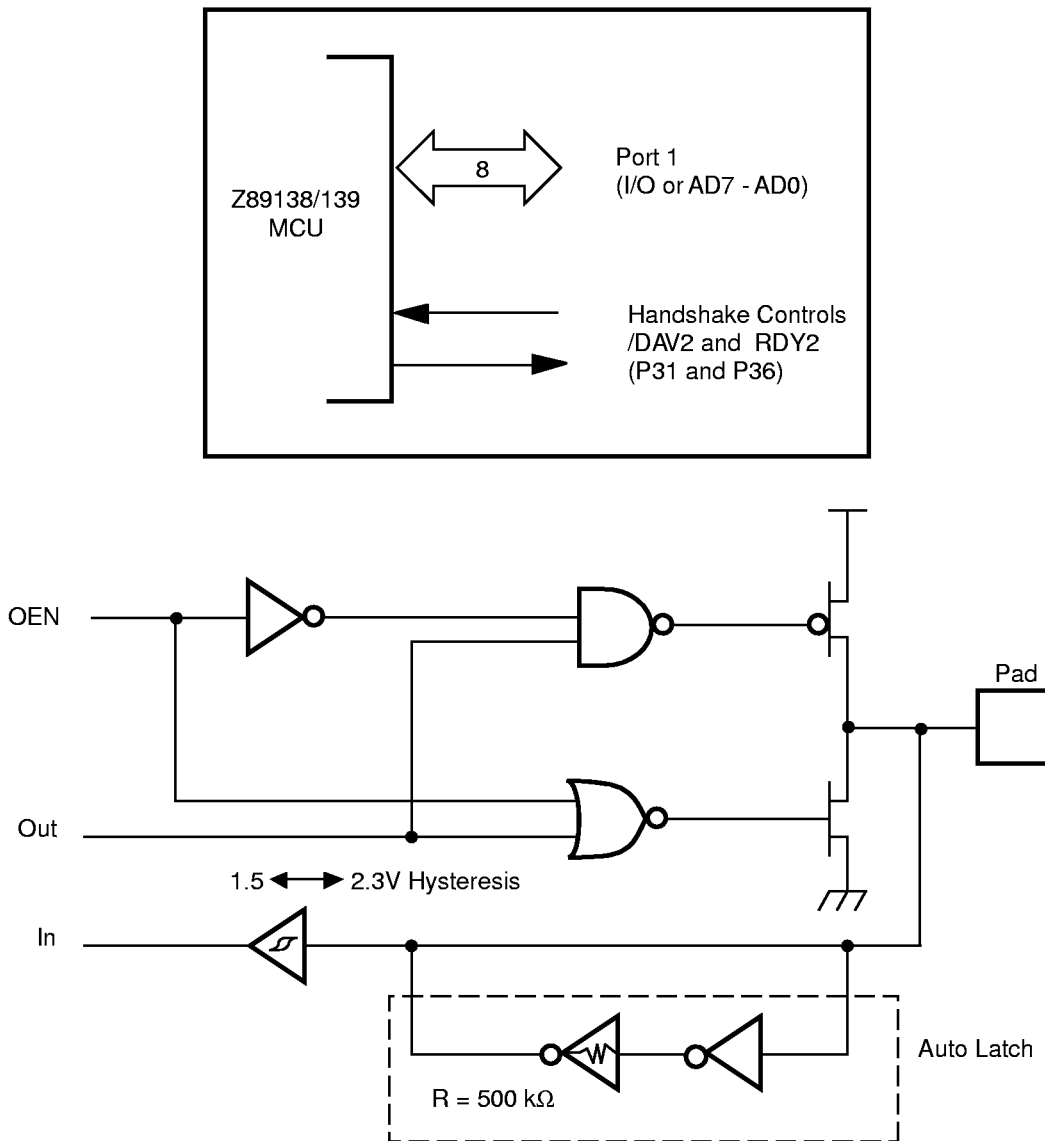 Z89138/139
MCU
8
Port 1
(I/O or AD7 - AD0)
Handshake Controls
/DAV2 and RDY2
(P31 and P36)
OEN
Pad
Out
1.5 2.3V Hysteresis
In
Auto Latch
R = 500 kΩ